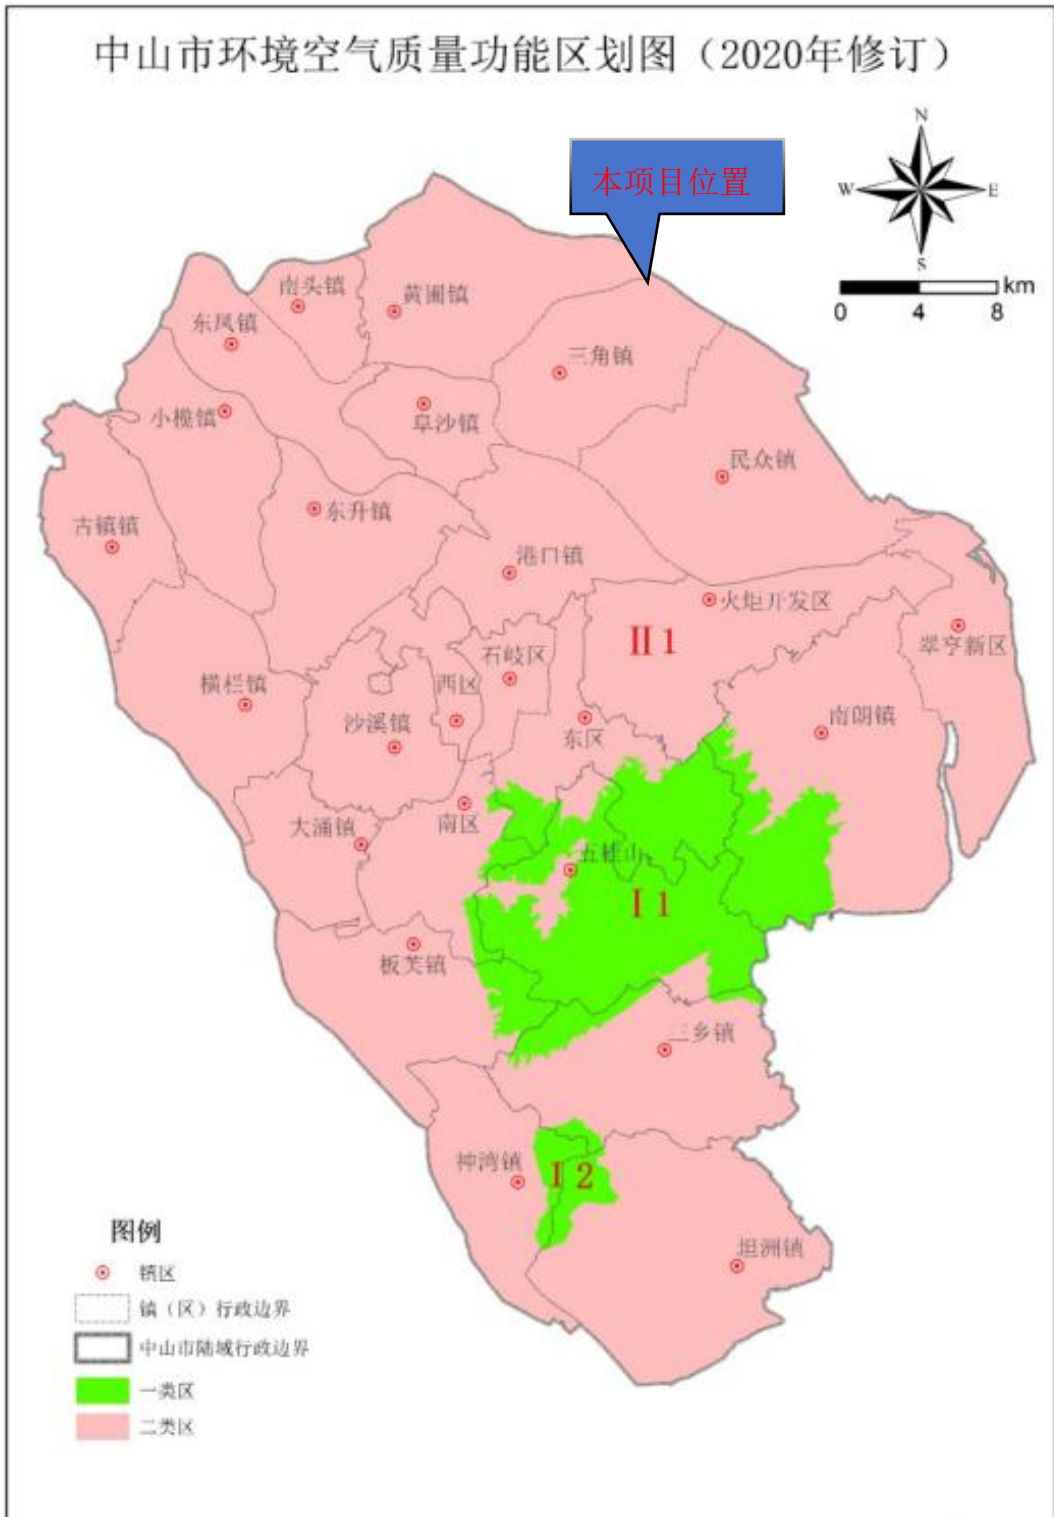 中山市环境空气质量功能区划图（2020年修订）
N
本项目位置
W
E
S
km
0 4 8
南头镇
黄圃镇
东凤镇
三角镇
小榄镇
阜沙镇
民众镇
古镇镇
东升镇
港口镇
火炬开发区
II 1
翠亨新区
石岐区
西区
横栏镇
沙溪镇
东区
南朗镇
大涌镇
南区
五桂山
I 1
板芙镇
三乡镇
神湾镇
I 2
坦洲镇
图例
镇区
镇（区）行政边界
中山市陆域行政边界
一类区
二类区